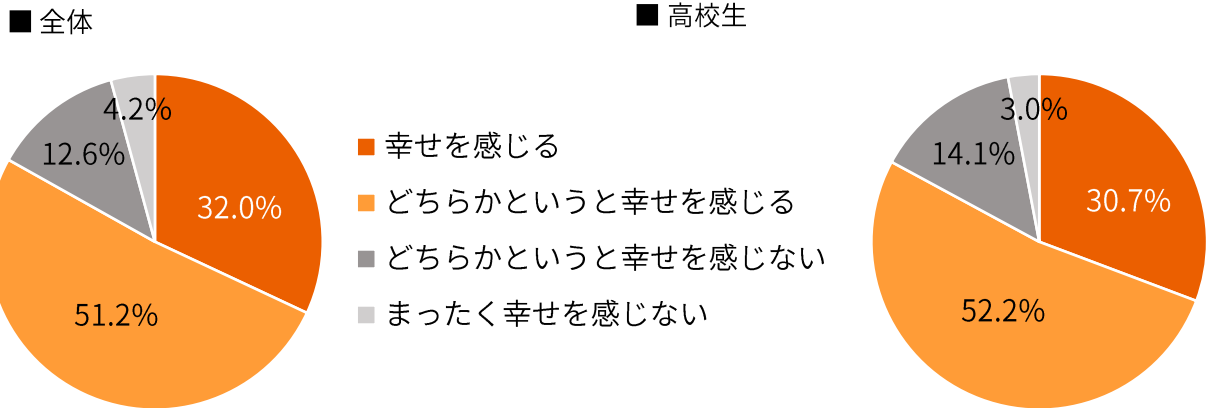 ■ 全体
4.2%
12.6%
32.0%
51.2%
幸せを感じる
どちらかというと幸せを感じる
どちらかというと幸せを感じない
まったく幸せを感じない
■ 高校生
3.0%
14.1%
30.7%
52.2%